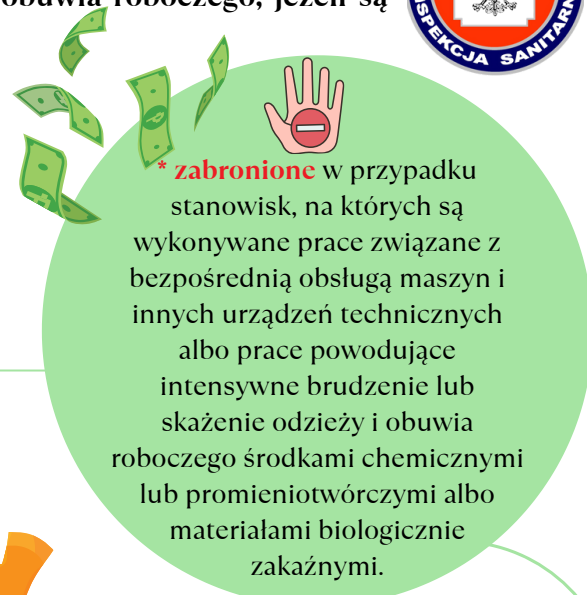 obuwia roboczego, jeżeli są
INSPEKCJA SANITARN
* zabronione w przypadku
stanowisk, na których są
wykonywane prace związane z
bezpośrednią obsługą maszyn i
innych urządzeń technicznych
albo prace powodujące
intensywne brudzenie lub
skażenie odzieży i obuwia
roboczego środkami chemicznymi
lub promieniotwórczymi albo
materiałami biologicznie
zakaźnymi.